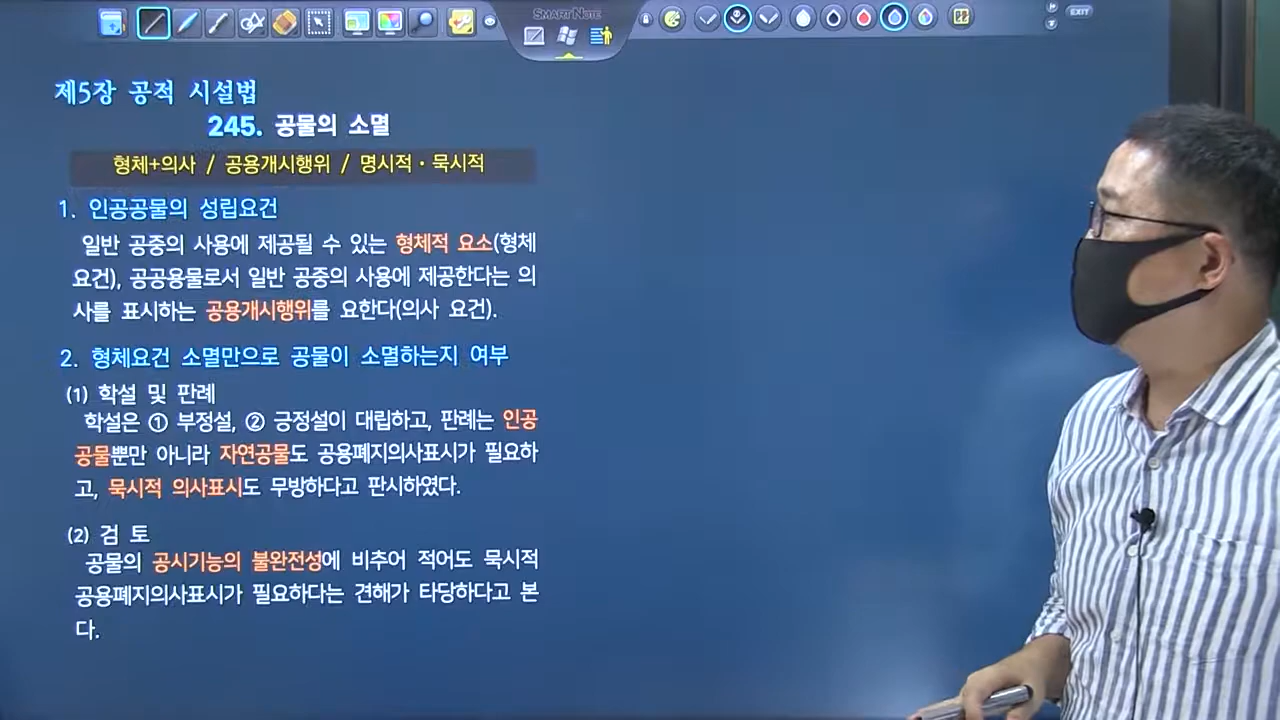 SMARTNOTE
EXIT
제5장 공적 시설법
245. 공물의 소멸
형체+의사 / 공용개시행위 / 명시적·묵시적
1. 인공공물의 성립요건
일반 공중의 사용에 제공될 수 있는 형체적 요소(형체
요건), 공공용물로서 일반 공중의 사용에 제공한다는 의
사를 표시하는 공용개시행위를 요한다(의사 요건).
2. 형체요건 소멸만으로 공물이 소멸하는지 여부
(1) 학설 및 판례
학설은 ① 부정설, ② 긍정설이 대립하고, 판례는 인공
공물뿐만 아니라 자연공물도 공용폐지의사표시가 필요하
고, 묵시적 의사표시도 무방하다고 판시하였다.
(2) 검 토
공물의 공시기능의 불완전성에 비추어 적어도 묵시적
공용폐지의사표시가 필요하다는 견해가 타당하다고 본
다.